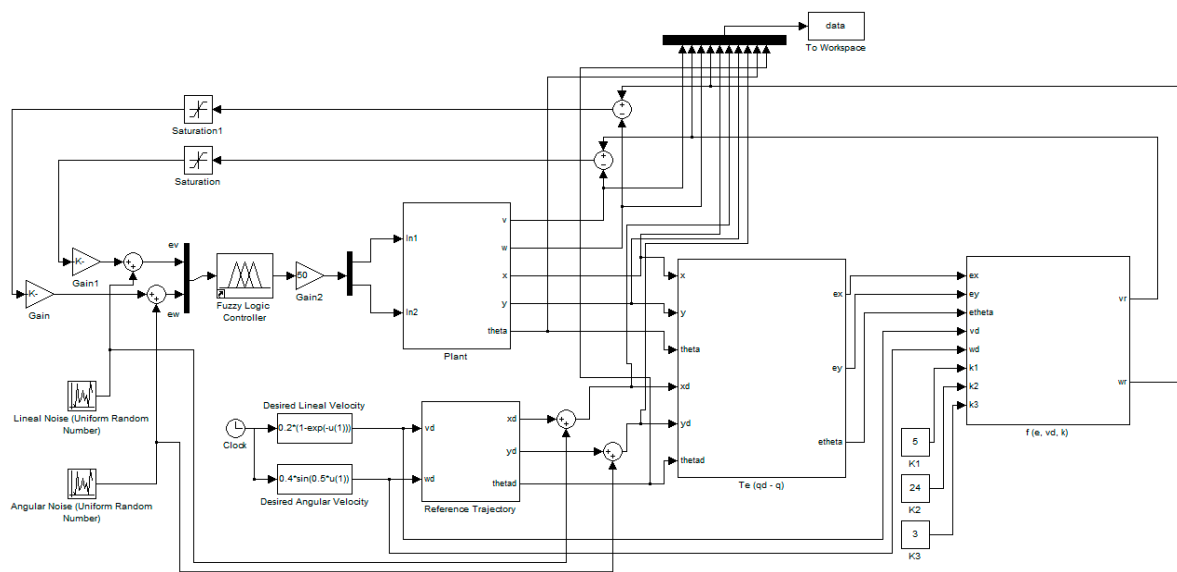 data
To Workspace
+
−
Saturation1
+
−
Saturation
v
In1
w
ev
-K-
+
+
x
x
ex
ex
Gain1
50
ey
-K-
+
+
Gain2
Fuzzy Logic
Controller
ew
Gain
In2
y
y
etheta
vr
theta
theta
vd
Plant
ey
wd
k1
xd
k2
wr
Lineal Noise (Uniform Random
Number)
Desired Lineal Velocity
xd
+
+
k3
0.2*(1-exp(-u(1)))
vd
yd
Clock
yd
+
+
etheta
5
f (e, vd, k)
K1
0.4*sin(0.5*u(1))
wd
thetad
thetad
Angular Noise (Uniform Random
Number)
Desired Angular Velocity
Reference Trajectory
Te (qd - q)
24
K2
3
K3